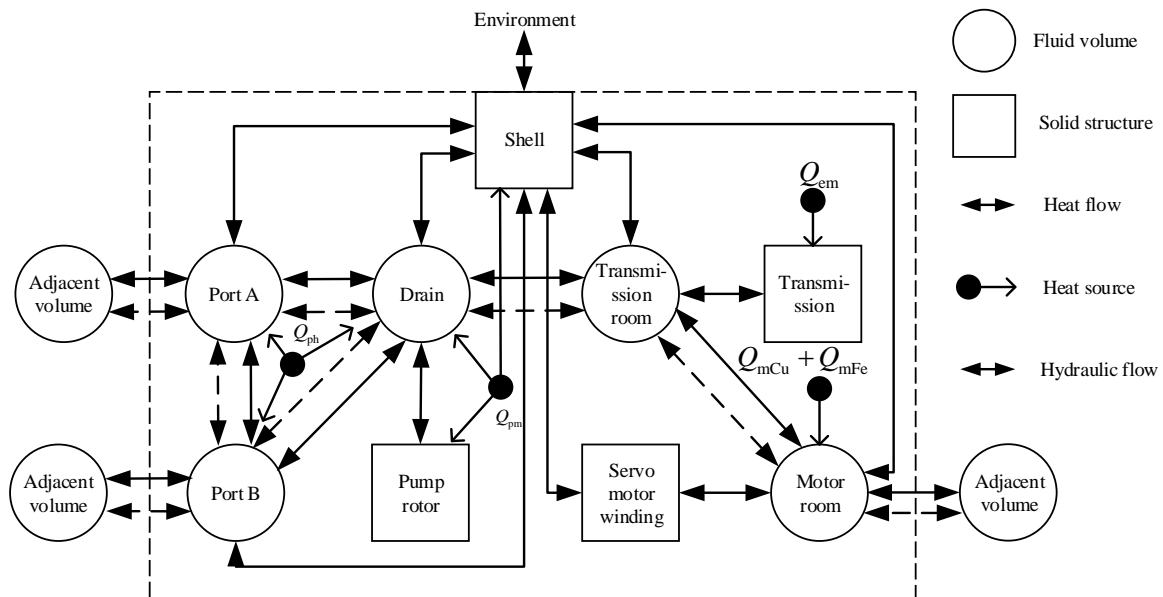 Environment
Fluid volume
Shell
Solid structure
Q_em
Heat flow
Adjacent
volume
Port A
Drain
Transmi-
ssion
room
Transmi-
ssion
Heat source
Q_ph
Q_mCu + Q_mFe
Hydraulic flow
Q_pm
Adjacent
volume
Port B
Pump
rotor
Servo
motor
winding
Motor
room
Adjacent
volume